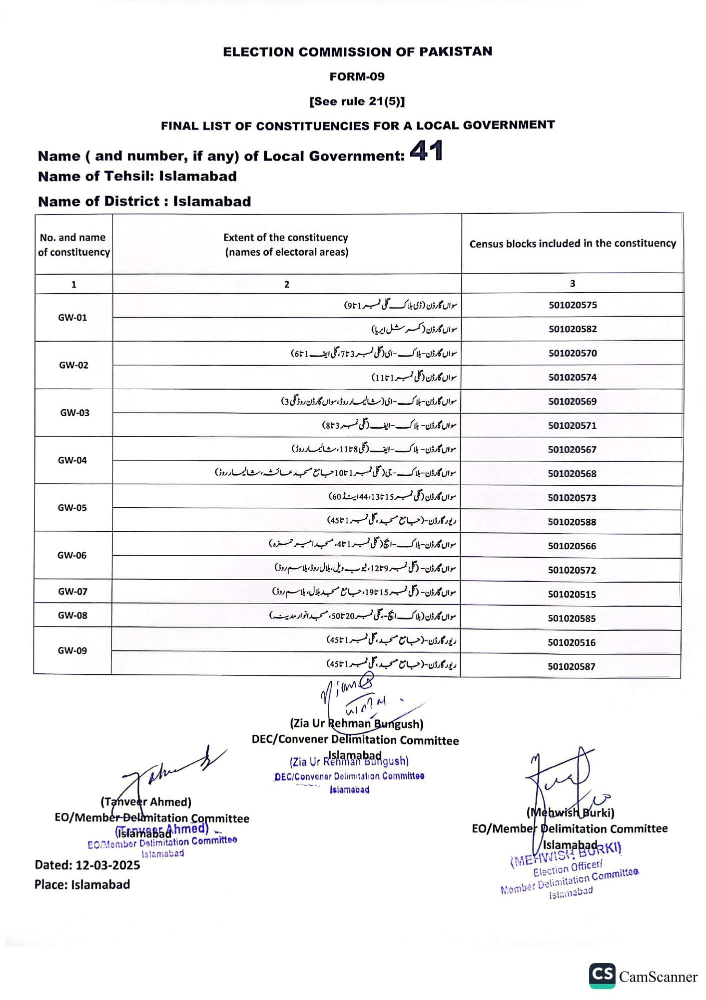 ELECTION COMMISSION OF PAKISTAN
FORM-09
[See rule 21(5)]
FINAL LIST OF CONSTITUENCIES FOR A LOCAL GOVERNMENT
Name ( and number, if any) of Local Government: 41
Name of Tehsil: Islamabad
Name of District : Islamabad
No. and name of constituency
Extent of the constituency
(names of electoral areas)
Census blocks included in the constituency
1 2 3
GW-01
سواں گارڈن (ڈی بلاک گلی نمبر 1 تا 9) 501020575
سواں گارڈن (کمرشل ایریا) 501020582
GW-02
سواں گارڈن-بلاک-ای (گلی نمبر 3 تا 7، گلی ایف 1 تا 6) 501020570
سواں گارڈن (گلی نمبر 1 تا 11) 501020574
GW-03
سواں گارڈن-بلاک-ای (شالیمار روڈ، سواں گارڈن روڈ گلی 3) 501020569
سواں گارڈن- بلاک-ایف (گلی نمبر 3 تا 8) 501020571
GW-04
سواں گارڈن- بلاک-ایف (گلی 8 تا 11، شالیمار روڈ) 501020567
سواں گارڈن-بلاک-جی (گلی نمبر 1 تا 10 جامع مسجد عائشہ، شالیمار روڈ) 501020568
GW-05
سواں گارڈن (گلی نمبر 15 تا 13، 44 اینڈ 60) 501020573
ریور گارڈن-(جامع مسجد، گلی نمبر 1 تا 45) 501020588
GW-06
سواں گارڈن-بلاک-ایچ (گلی نمبر 1 تا 4، مسجد امیر حمزہ) 501020566
سواں گارڈن- (گلی نمبر 9 تا 12، ٹیوب ویل، بلال روڈ، بلاسم روڈ) 501020572
GW-07
سواں گارڈن- (گلی نمبر 15 تا 19، جامع مسجد بلال، بلاسم روڈ) 501020515
GW-08
سواں گارڈن (بلاک ایچ-، گلی نمبر 20 تا 50، مسجد انوار مدینہ) 501020585
GW-09
ریور گارڈن-(جامع مسجد، گلی نمبر 1 تا 45) 501020516
ریور گارڈن-(جامع مسجد، گلی نمبر 1 تا 45) 501020587
(Zia Ur Rehman Bungush)
DEC/Convener Delimitation Committee
Islamabad
(Zia Ur Rehman Bungush)
DEC/Convener Delimitation Committee
Islamabad
(Tanveer Ahmed)
EO/Member Delimitation Committee
Islamabad
(Tanveer Ahmed)
EO/Member Delimitation Committee
Islamabad
(Mehwish Burki)
EO/Member Delimitation Committee
Islamabad
(MEHWISH BURKI)
Election Officer/
Member Delimitation Committee
Islamabad
Dated: 12-03-2025
Place: Islamabad
CS CamScanner